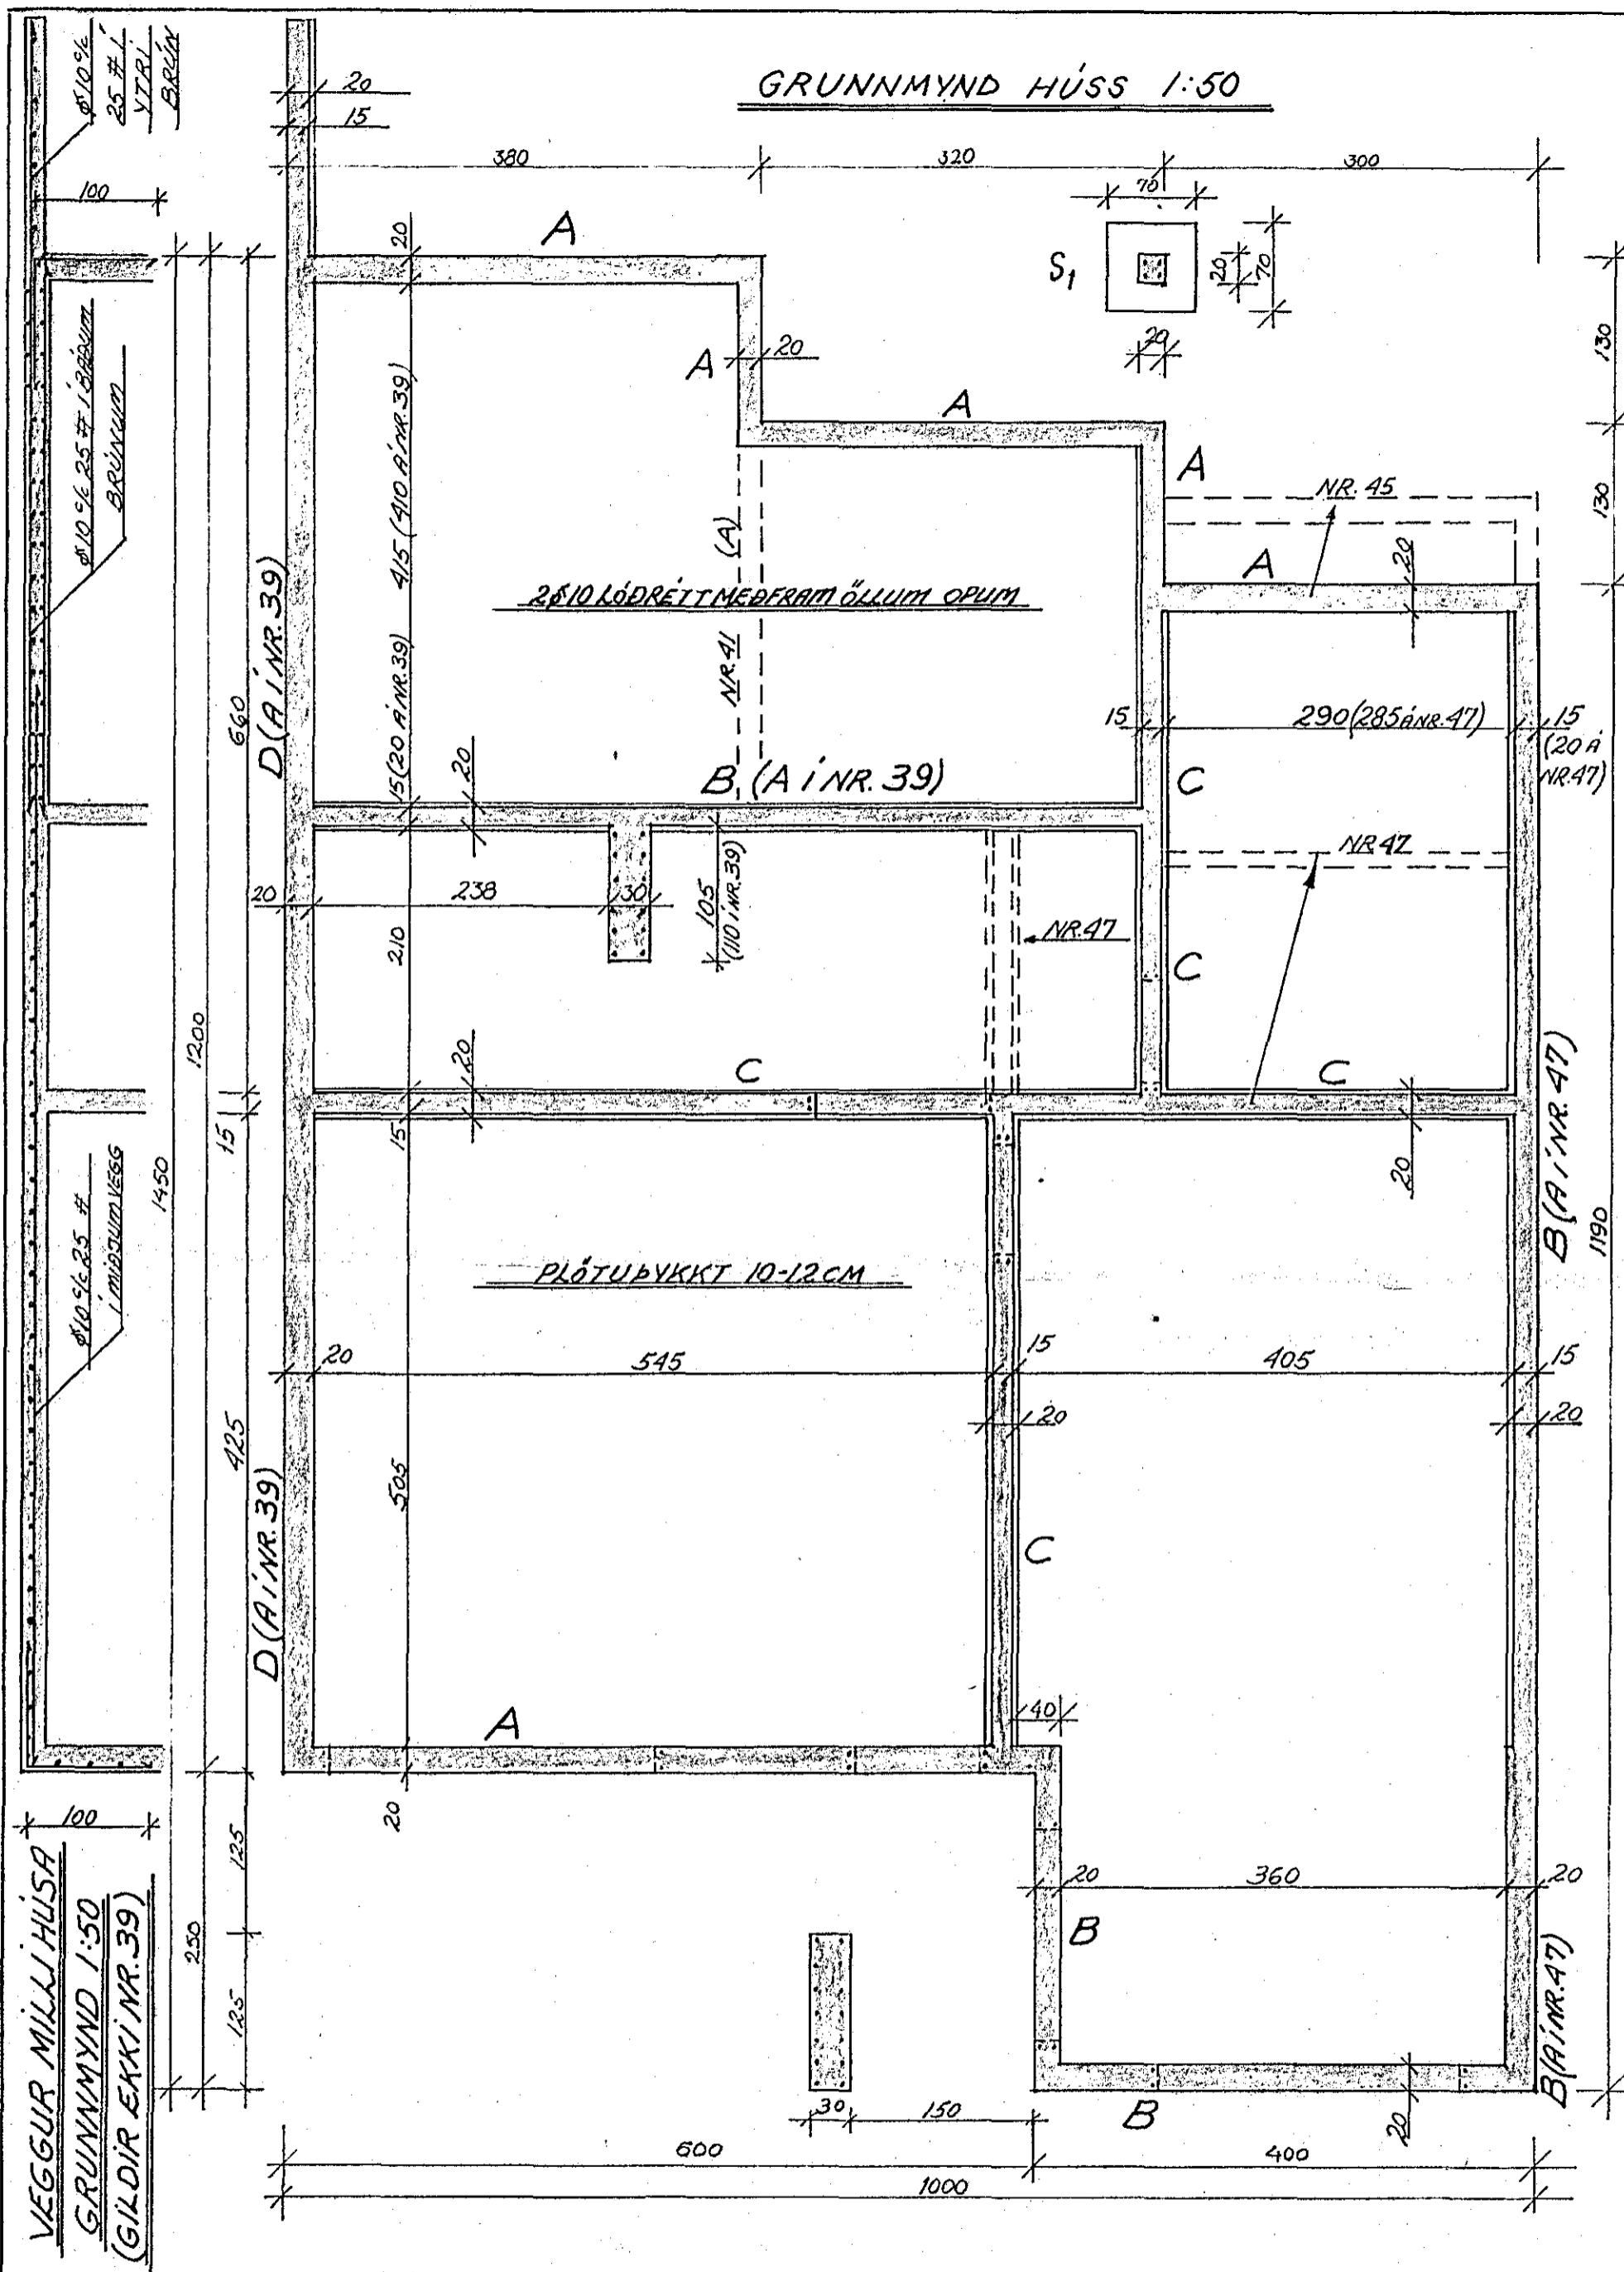 GRUNNMYND HÚSS 1:50
ø10 c/c
25 # Í
YTRI
BRÚN
20
15
380
320
300
100
70
S1
20
70
20
A
20
A
20
A
A
NR. 45
A
20
130
130
ø10 c/c 25 # Í BÁÐUM
BRÚNUM
415 (410 Á NR.39)
D (A Í NR. 39)
(A)
NR.41
2ø10 LÓÐRÉTT MEÐFRAM ÖLLUM OPUM
660
15 (20 Á NR.39)
20
B (A Í NR. 39)
15
290 (285 Á NR.47)
15
(20 Á
NR.47)
C
NR.47
20
238
30
105
(110 Í NR.39)
NR.47
C
210
1200
20
C
C
15
15
20
B (A Í NR. 47)
1190
1450
ø10 c/c 25 #
Í MIÐJUM VEGG
PLÖTUÞYKKT 10-12 CM
20
545
15
405
15
20
20
425
505
D (A Í NR. 39)
C
A
40
20
100
125
20
360
20
B
250
125
B (A Í NR.47)
30
150
B
20
600
400
1000
VEGGUR MILLI HÚSA
GRUNNMYND 1:50
(GILDIR EKKI NR.39)